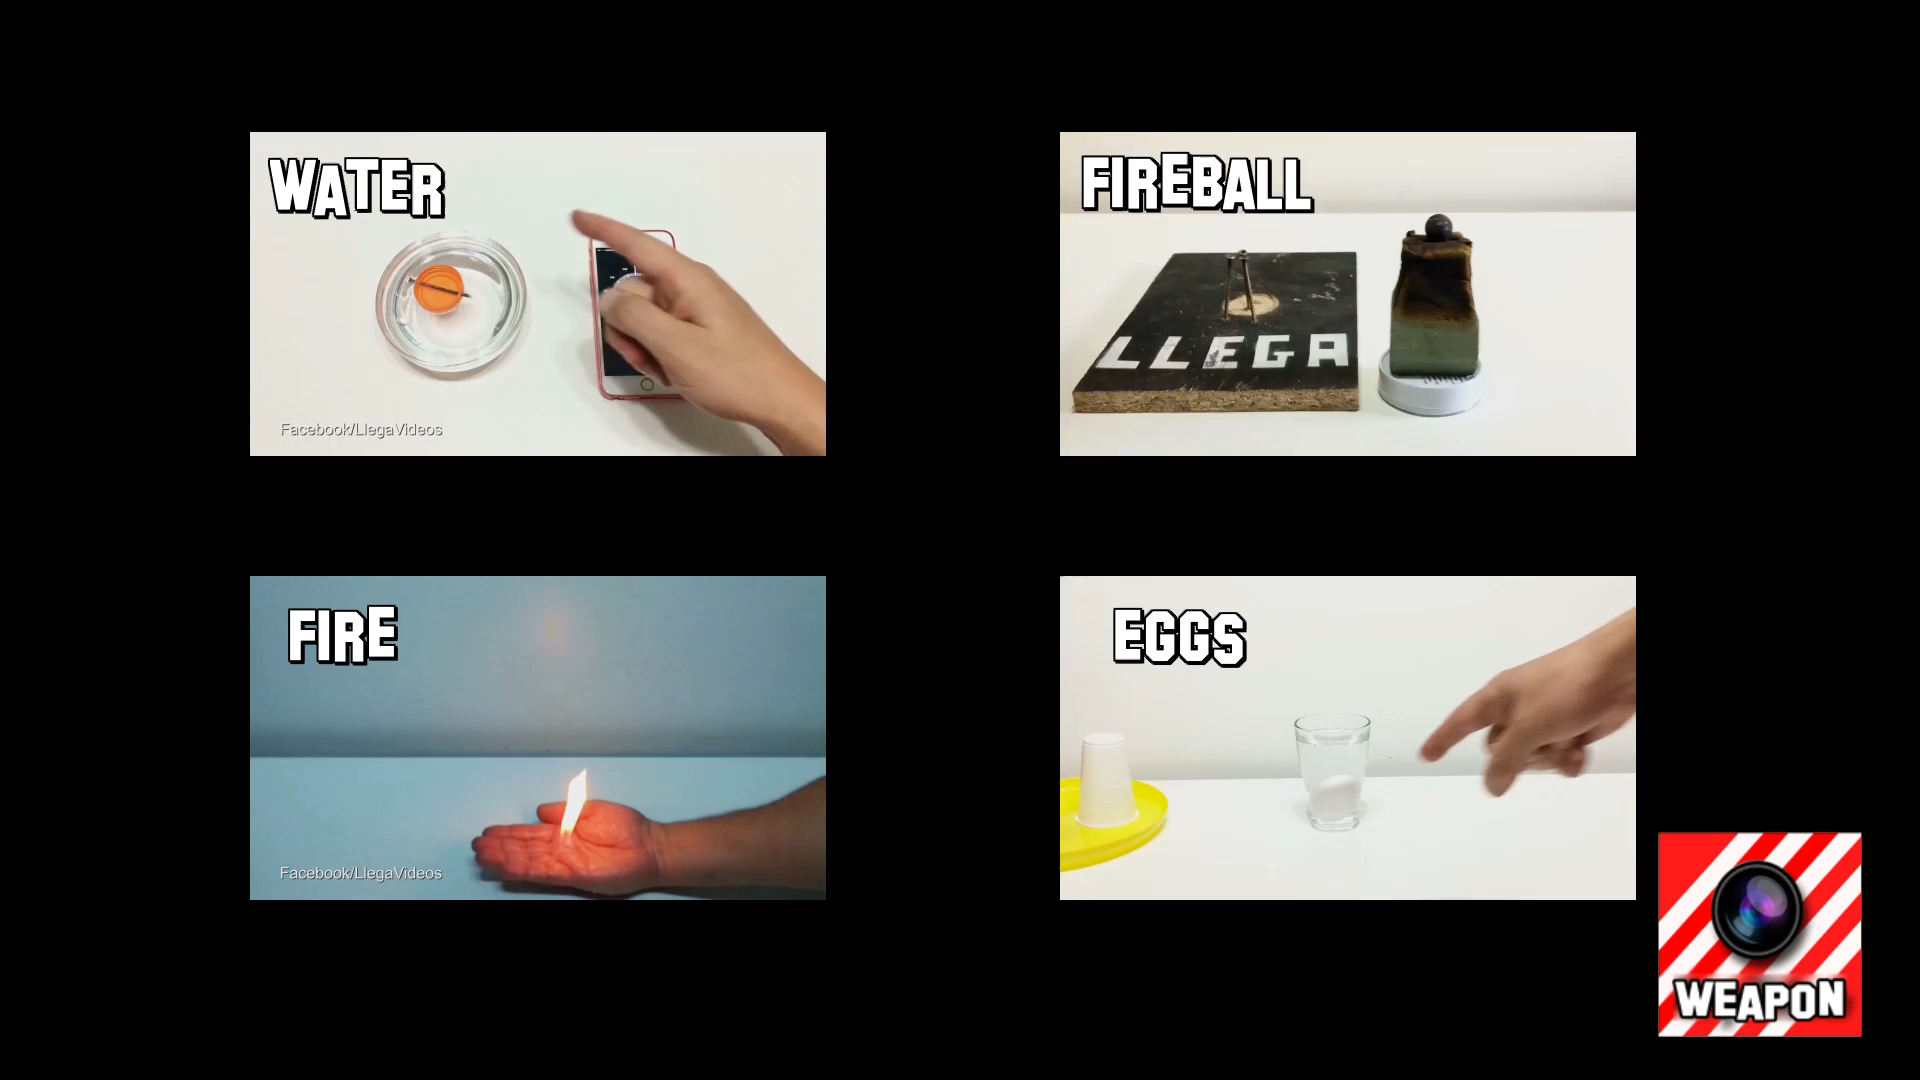 WATER
Facebook/LlegaVideos
FIREBALL
LLEGA
FIRE
Facebook/LlegaVideos
EGGS
WEAPON